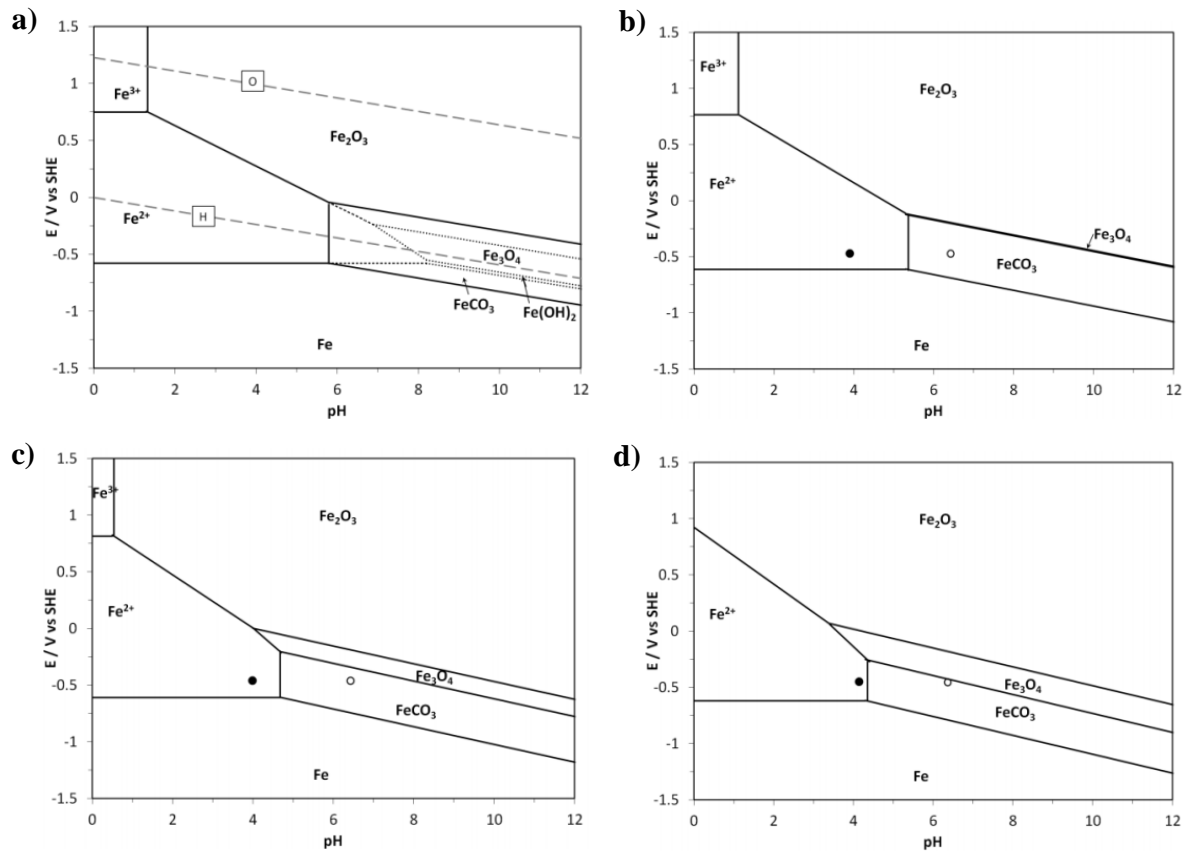 a)
1.5
1
0.5
0
-0.5
-1
-1.5
E / V vs SHE
Fe³⁺
O
Fe₂O₃
Fe²⁺
H
Fe₃O₄
FeCO₃
Fe(OH)₂
Fe
0 2 4 6 8 10 12
pH
b)
1.5
1
0.5
0
-0.5
-1
-1.5
E / V vs SHE
Fe³⁺
Fe₂O₃
Fe²⁺
Fe₃O₄
FeCO₃
Fe
0 2 4 6 8 10 12
pH
c)
1.5
1
0.5
0
-0.5
-1
-1.5
E / V vs SHE
Fe³⁺
Fe₂O₃
Fe²⁺
Fe₃O₄
FeCO₃
Fe
0 2 4 6 8 10 12
pH
d)
1.5
1
0.5
0
-0.5
-1
-1.5
E / V vs SHE
Fe₂O₃
Fe²⁺
Fe₃O₄
FeCO₃
Fe
0 2 4 6 8 10 12
pH